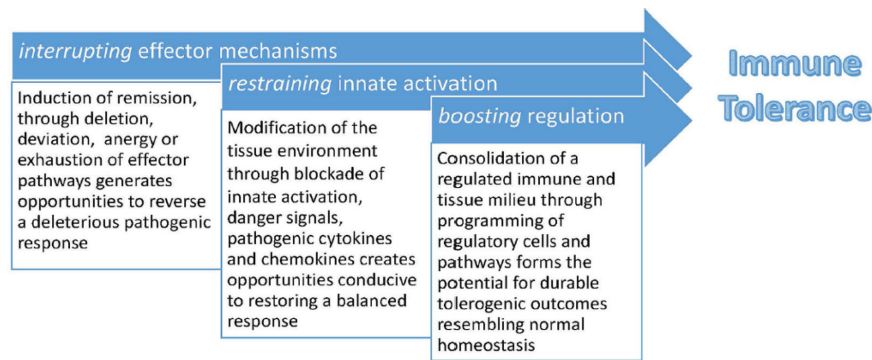 interrupting effector mechanisms
Induction of remission,
through deletion,
deviation, anergy or
exhaustion of effector
pathways generates
opportunities to reverse
a deleterious pathogenic
response
restraining innate activation
Modification of the
tissue environment
through blockade of
innate activation,
danger signals,
pathogenic cytokines
and chemokines creates
opportunities conducive
to restoring a balanced
response
boosting regulation
Consolidation of a
regulated immune and
tissue milieu through
programming of
regulatory cells and
pathways forms the
potential for durable
tolerogenic outcomes
resembling normal
homeostasis
Immune
Tolerance